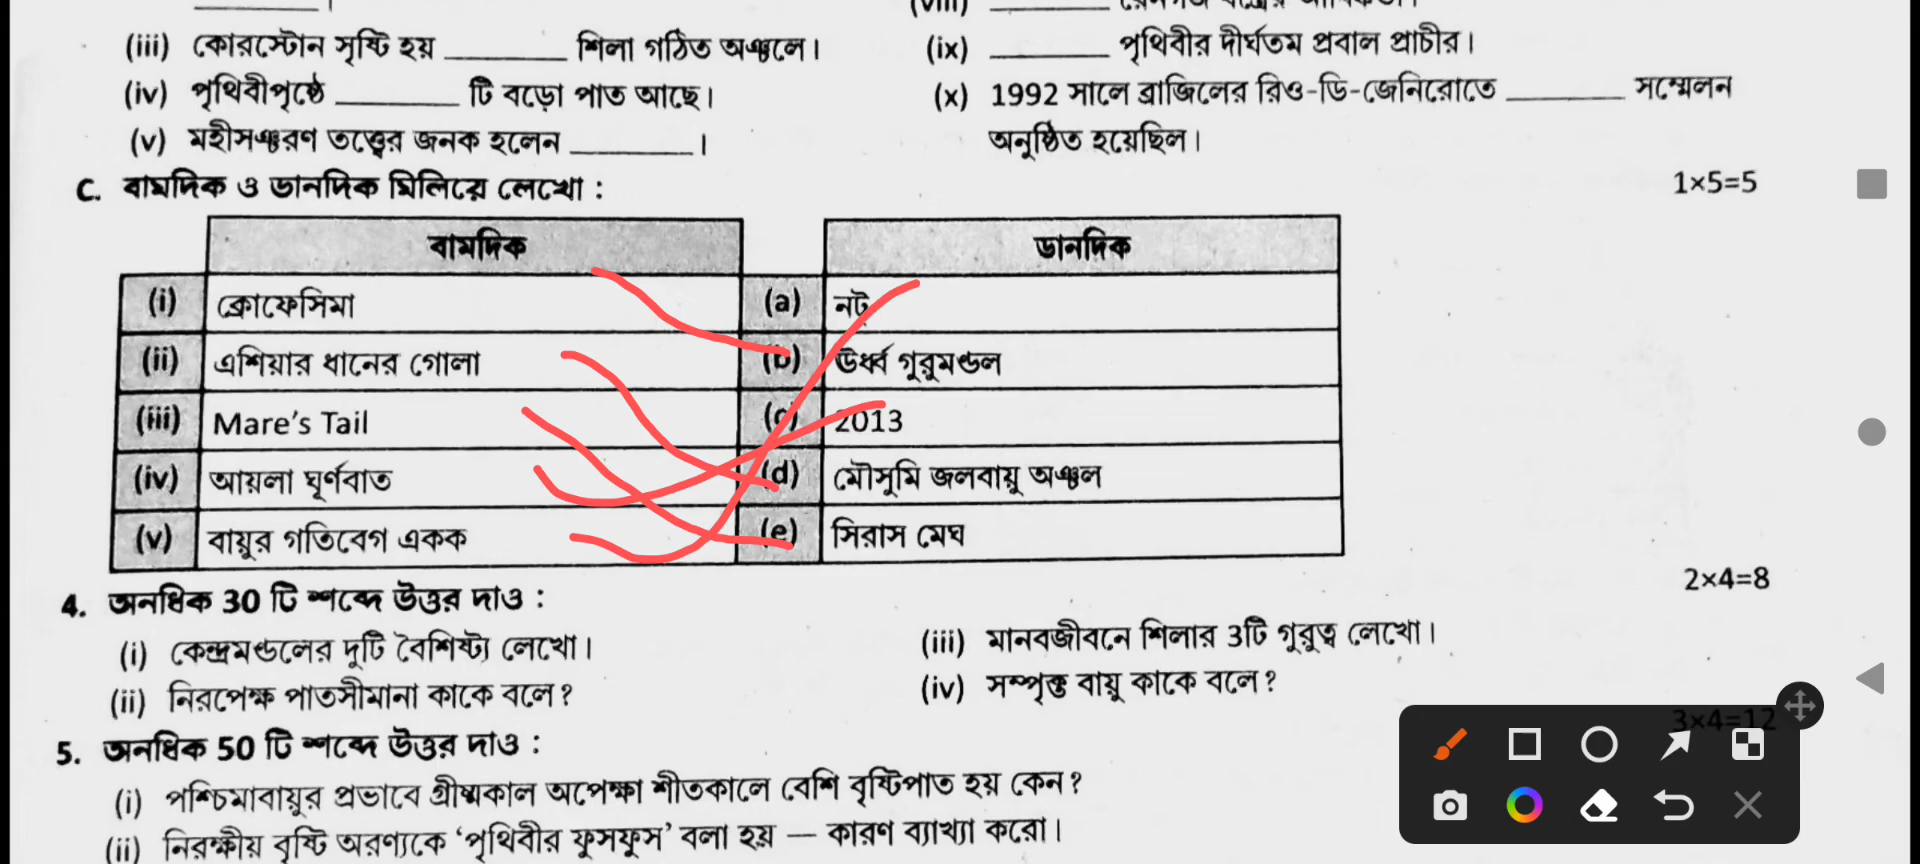 (iii) কোরস্টোন সৃষ্টি হয় ________ শিলা গঠিত অঞ্চলে।
(iv) পৃথিবীপৃষ্ঠে ________ টি বড়ো পাত আছে।
(v) মহীসঞ্চরণ তত্ত্বের জনক হলেন ________।
(ix) ________ পৃথিবীর দীর্ঘতম প্রবাল প্রাচীর।
(x) 1992 সালে ব্রাজিলের রিও-ডি-জেনিরোতে ________ সম্মেলন
অনুষ্ঠিত হয়েছিল।
C. বামদিক ও ডানদিক মিলিয়ে লেখো : 1×5=5
বামদিক ডানদিক
(i) ক্রোফেসিমা (a) নট্
(ii) এশিয়ার ধানের গোলা (b) ঊর্ধ্ব গুরুমণ্ডল
(iii) Mare's Tail (c) 2013
(iv) আয়লা ঘূর্ণবাত (d) মৌসুমি জলবায়ু অঞ্চল
(v) বায়ুর গতিবেগ একক (e) সিরাস মেঘ
4. অনধিক 30 টি শব্দে উত্তর দাও : 2×4=8
(i) কেন্দ্রমণ্ডলের দুটি বৈশিষ্ট্য লেখো।
(ii) নিরপেক্ষ পাতসীমানা কাকে বলে?
(iii) মানবজীবনে শিলার 3টি গুরুত্ব লেখো।
(iv) সম্পৃক্ত বায়ু কাকে বলে?
5. অনধিক 50 টি শব্দে উত্তর দাও : 3×4=12
(i) পশ্চিমাবায়ুর প্রভাবে গ্রীষ্মকাল অপেক্ষা শীতকালে বেশি বৃষ্টিপাত হয় কেন?
(ii) নিরক্ষীয় বৃষ্টি অরণ্যকে 'পৃথিবীর ফুসফুস' বলা হয় — কারণ ব্যাখ্যা করো।